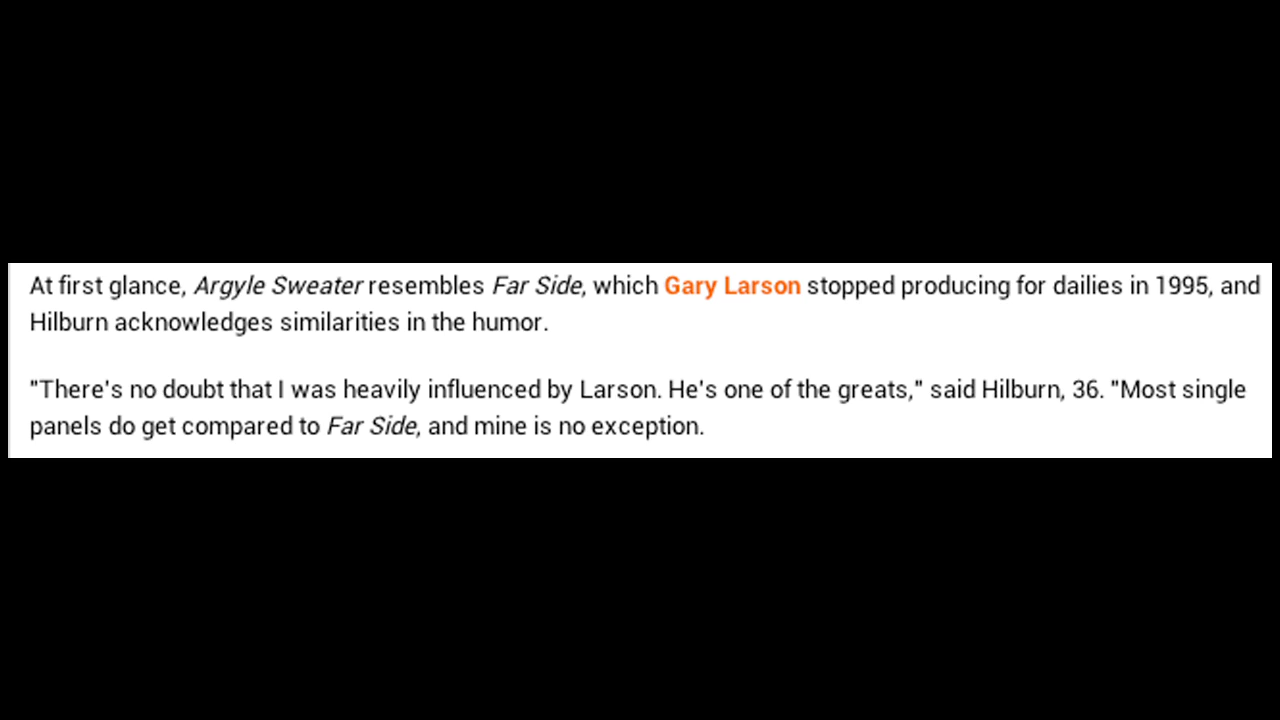 At first glance, Argyle Sweater resembles Far Side, which Gary Larson stopped producing for dailies in 1995, and
Hilburn acknowledges similarities in the humor.
"There's no doubt that I was heavily influenced by Larson. He's one of the greats," said Hilburn, 36. "Most single
panels do get compared to Far Side, and mine is no exception.